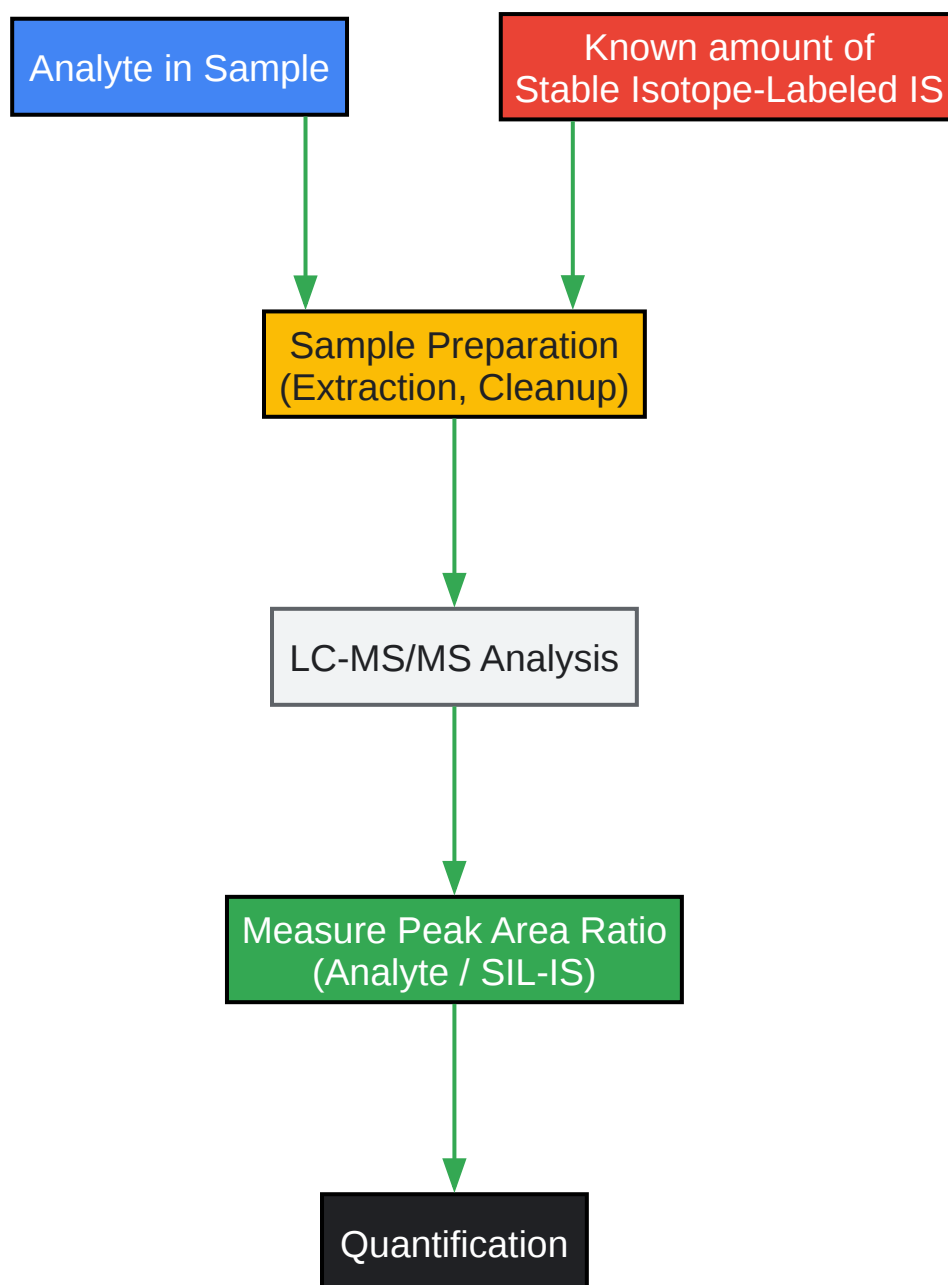 Analyte in Sample
Known amount of
Stable Isotope-Labeled IS
Sample Preparation
(Extraction, Cleanup)
LC-MS/MS Analysis
Measure Peak Area Ratio
(Analyte / SIL-IS)
Quantification